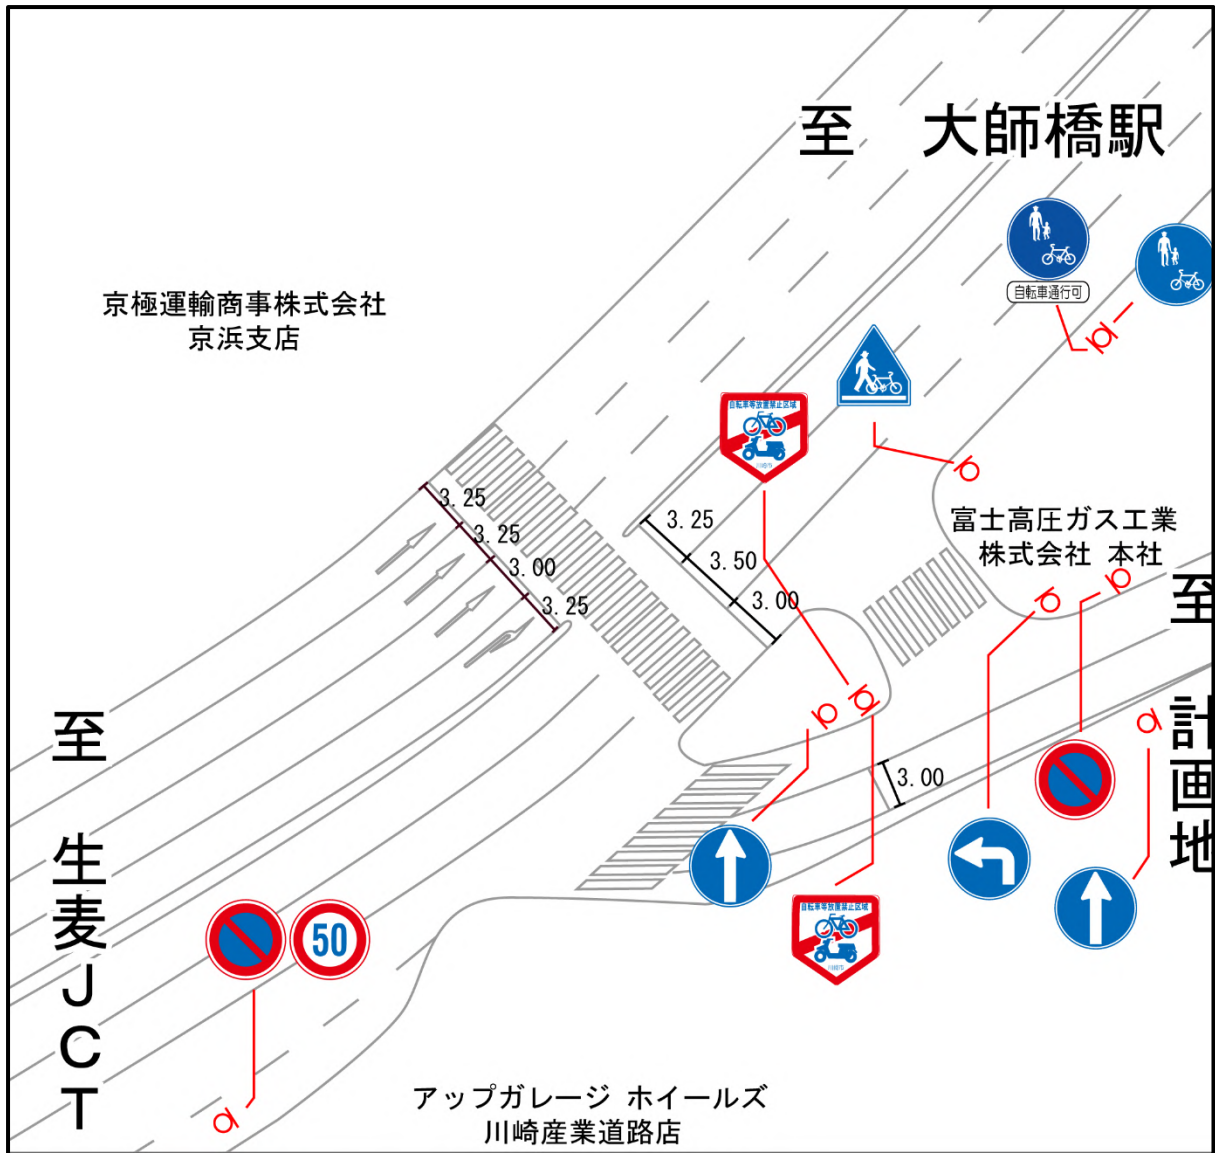 至　大師橋駅
自転車通行可
京極運輸商事株式会社
京浜支店
自転車等放置禁止区域
富士高圧ガス工業
株式会社 本社
3.25
3.25
3.00
3.25
3.25
3.50
3.00
至　計画地
3.00
至　生麦JCT
50
自転車等放置禁止区域
アップガレージ ホイールズ
川崎産業道路店